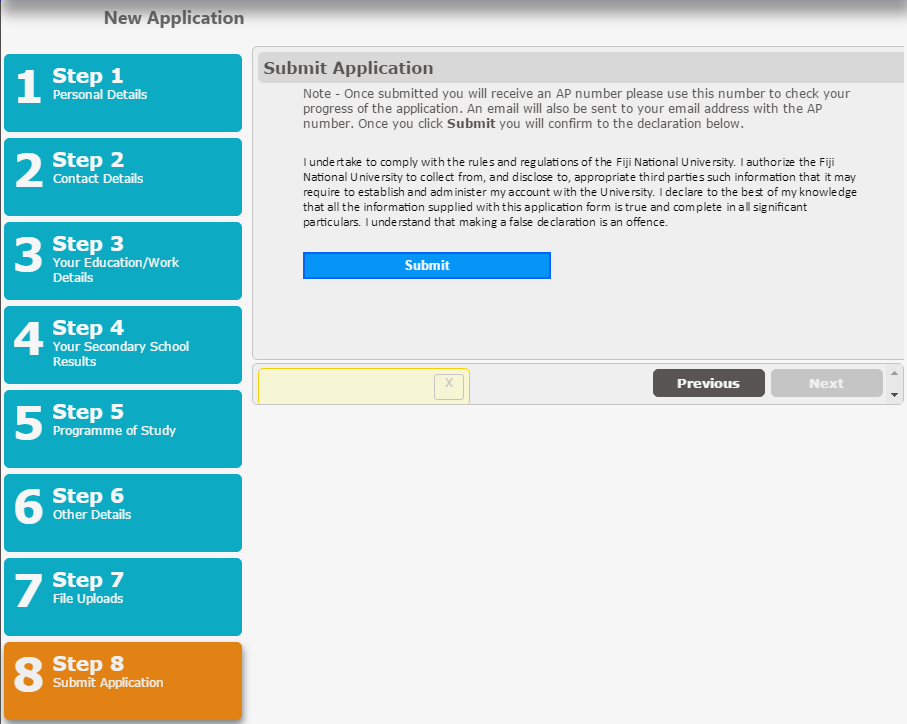 New Application
1
Step 1
Personal Details
2
Step 2
Contact Details
3
Step 3
Your Education/Work
Details
4
Step 4
Your Secondary School
Results
5
Step 5
Programme of Study
6
Step 6
Other Details
7
Step 7
File Uploads
8
Step 8
Submit Application
Submit Application
Note - Once submitted you will receive an AP number please use this number to check your
progress of the application. An email will also be sent to your email address with the AP
number. Once you click Submit you will confirm to the declaration below.
I undertake to comply with the rules and regulations of the Fiji National University. I authorize the Fiji
National University to collect from, and disclose to, appropriate third parties such information that it may
require to establish and administer my account with the University. I declare to the best of my knowledge
that all the information supplied with this application form is true and complete in all significant
particulars. I understand that making a false declaration is an offence.
Submit
X
Previous
Next